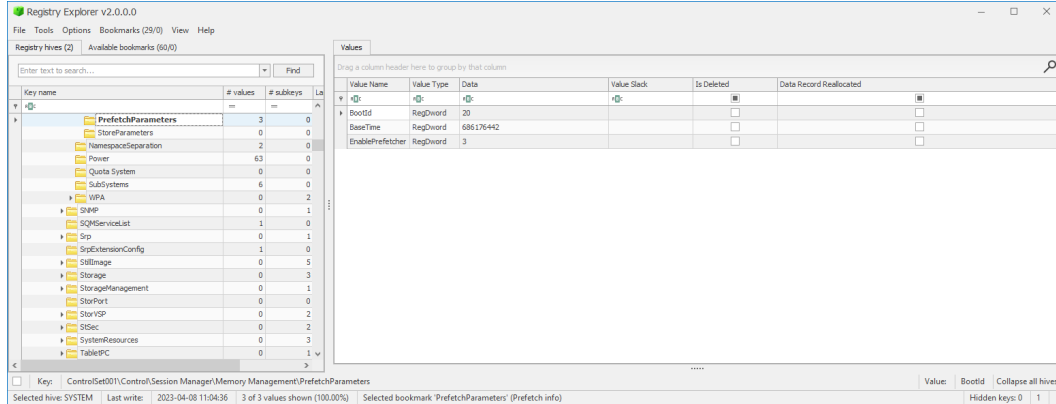 Registry Explorer v2.0.0.0
File Tools Options Bookmarks (29/0) View Help
Registry hives (2) Available bookmarks (60/0)
Enter text to search... Find
Key name # values # subkeys La
= =
PrefetchParameters 3 0
StoreParameters 0 0
NamespaceSeparation 2 0
Power 63 0
Quota System 0 0
SubSystems 6 0
WPA 0 2
SNMP 0 1
SQMServiceList 1 0
Srp 0 1
SrpExtensionConfig 1 0
StillImage 0 5
Storage 0 3
StorageManagement 0 1
StorPort 0 0
StorVSP 0 2
StSec 0 2
SystemResources 0 3
TabletPC 0 1
Values
Drag a column header here to group by that column
Value Name Value Type Data Value Slack Is Deleted Data Record Reallocated
BootId RegDword 20
BaseTime RegDword 686176442
EnablePrefetcher RegDword 3
Key: ControlSet001\Control\Session Manager\Memory Management\PrefetchParameters Value: BootId Collapse all hives
Selected hive: SYSTEM Last write: 2023-04-08 11:04:36 3 of 3 values shown (100.00%) Selected bookmark 'PrefetchParameters' (Prefetch info) Hidden keys: 0 1